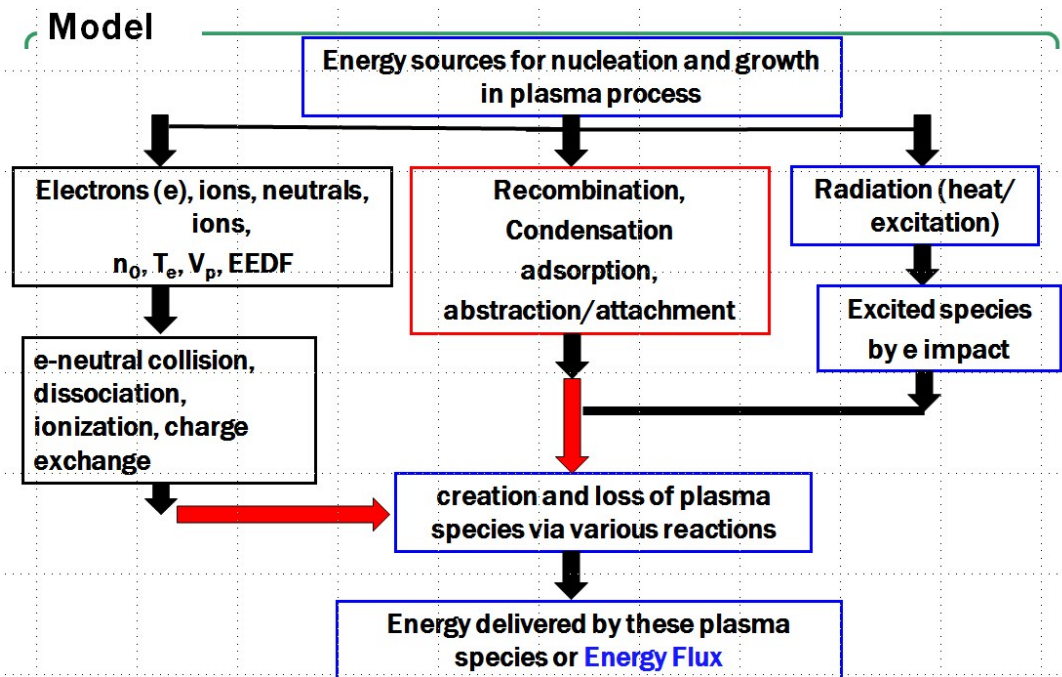 Model
Energy sources for nucleation and growth
in plasma process
Electrons (e), ions, neutrals,
ions,
n₀, Tₑ, Vₚ, EEDF
Recombination,
Condensation
adsorption,
abstraction/attachment
Radiation (heat/
excitation)
Excited species
by e impact
e-neutral collision,
dissociation,
ionization, charge
exchange
creation and loss of plasma
species via various reactions
Energy delivered by these plasma
species or Energy Flux